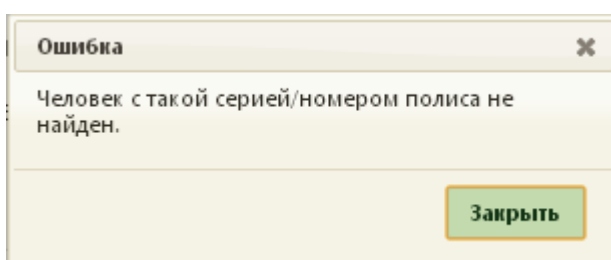 Ошибка
Человек с такой серией/номером полиса не
найден.
Закрыть